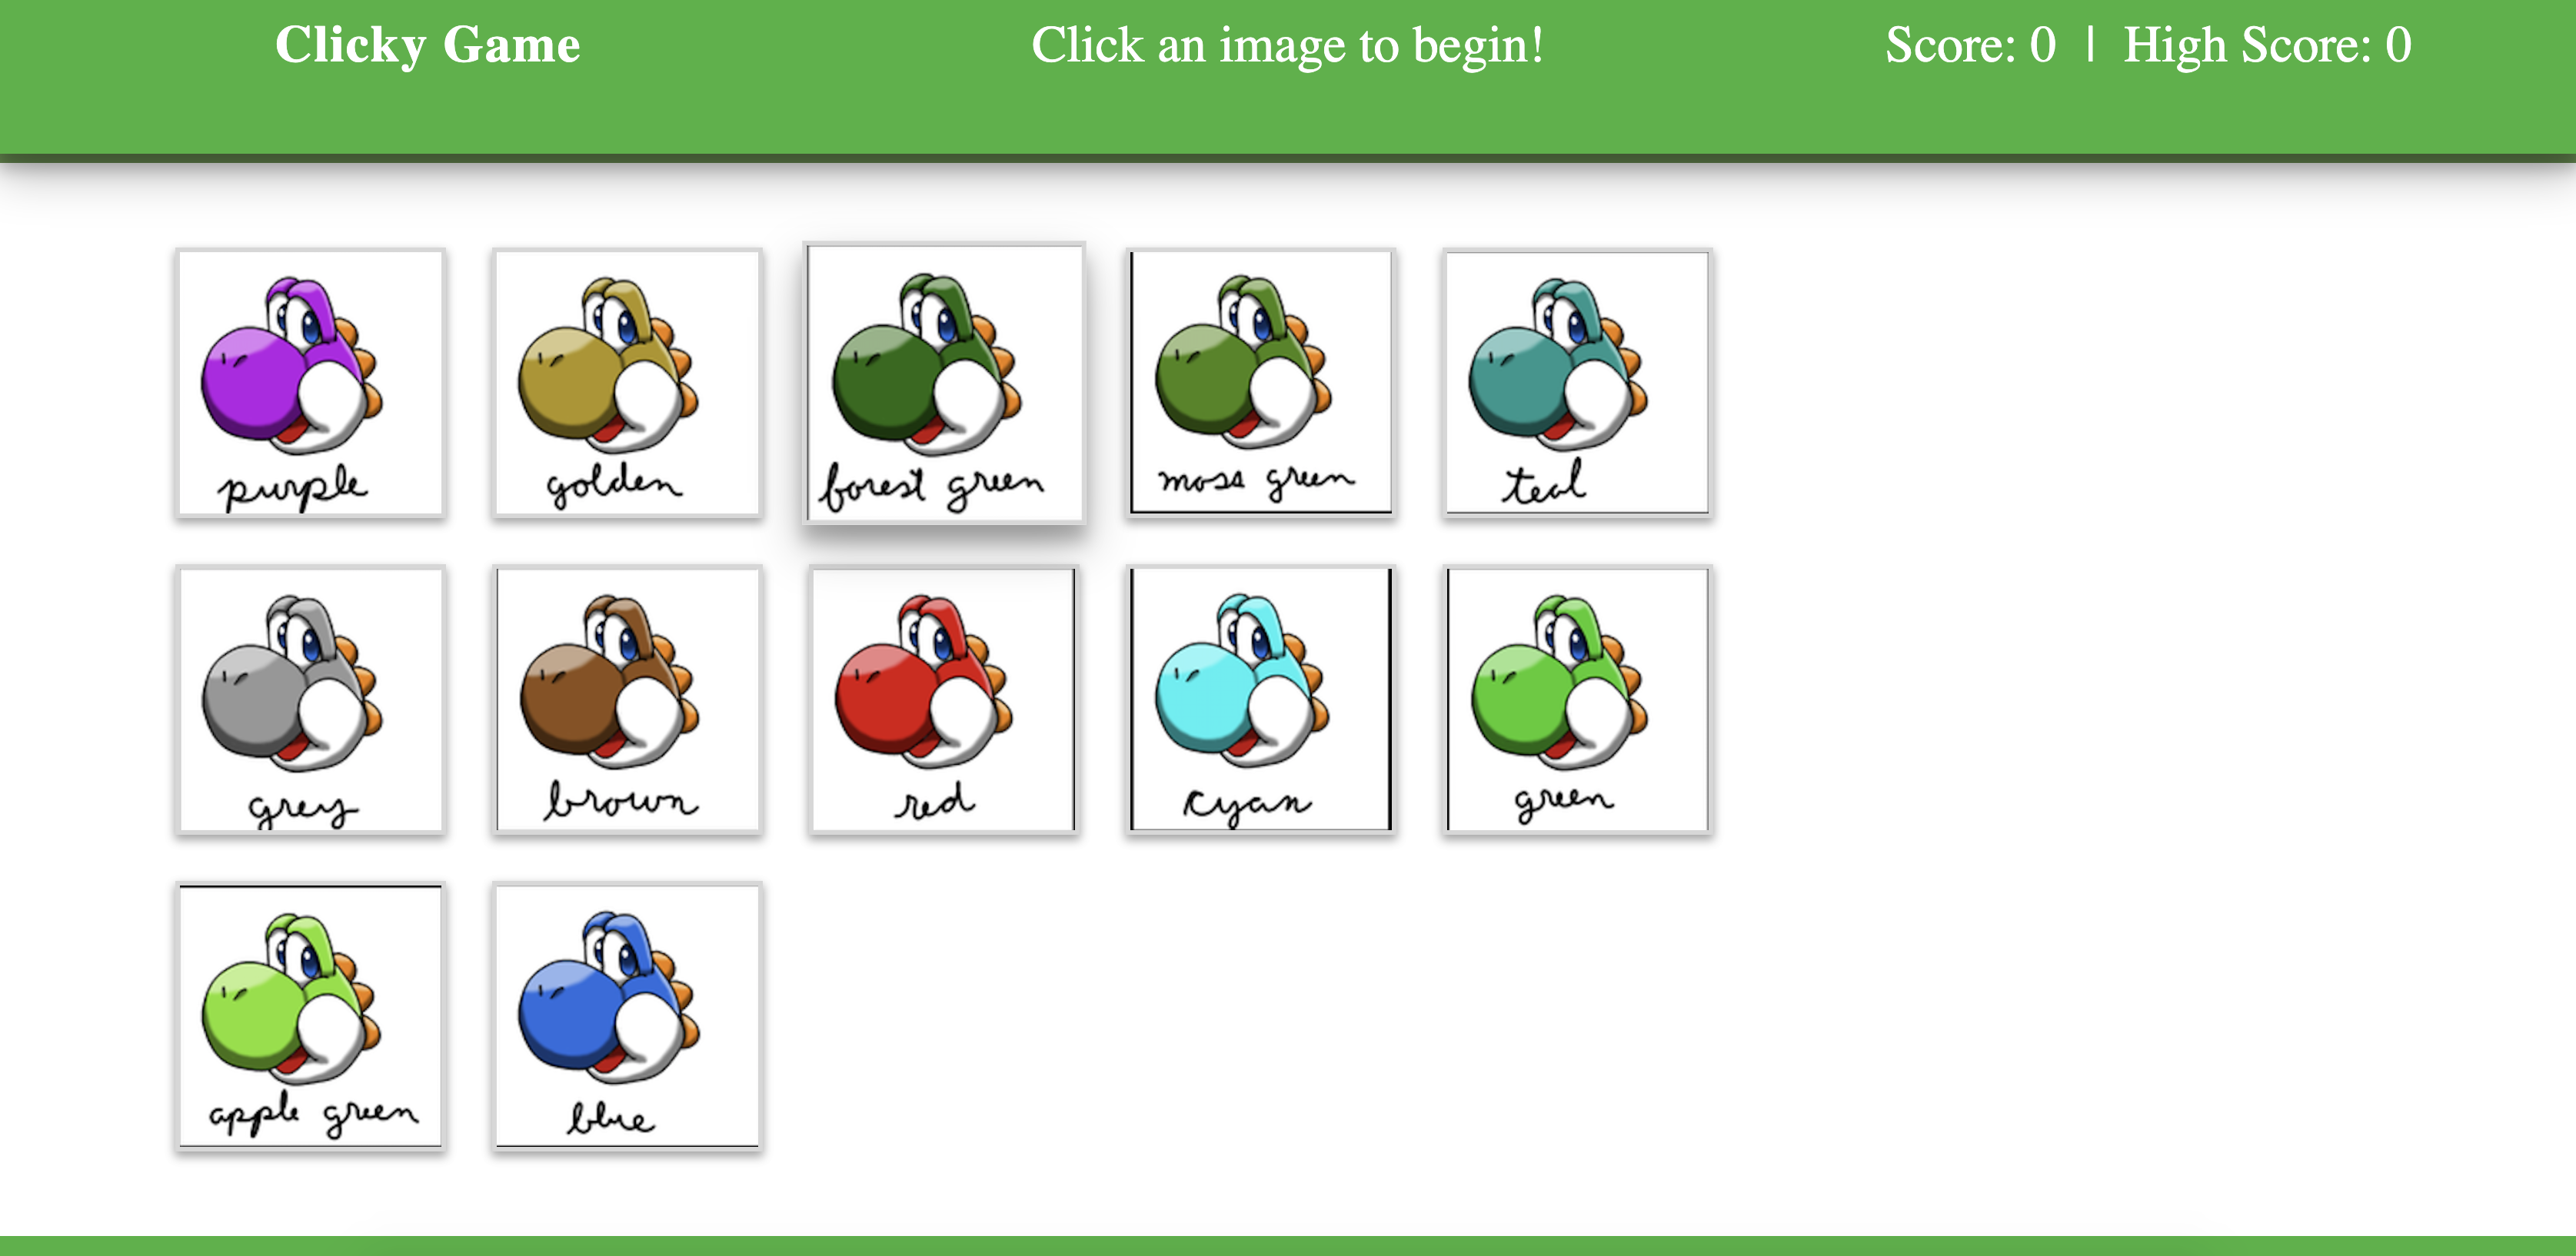 Clicky Game
Click an image to begin!
Score: 0 | High Score: 0
purple
golden
forest green
moss green
teal
grey
brown
red
cyan
green
apple green
blue